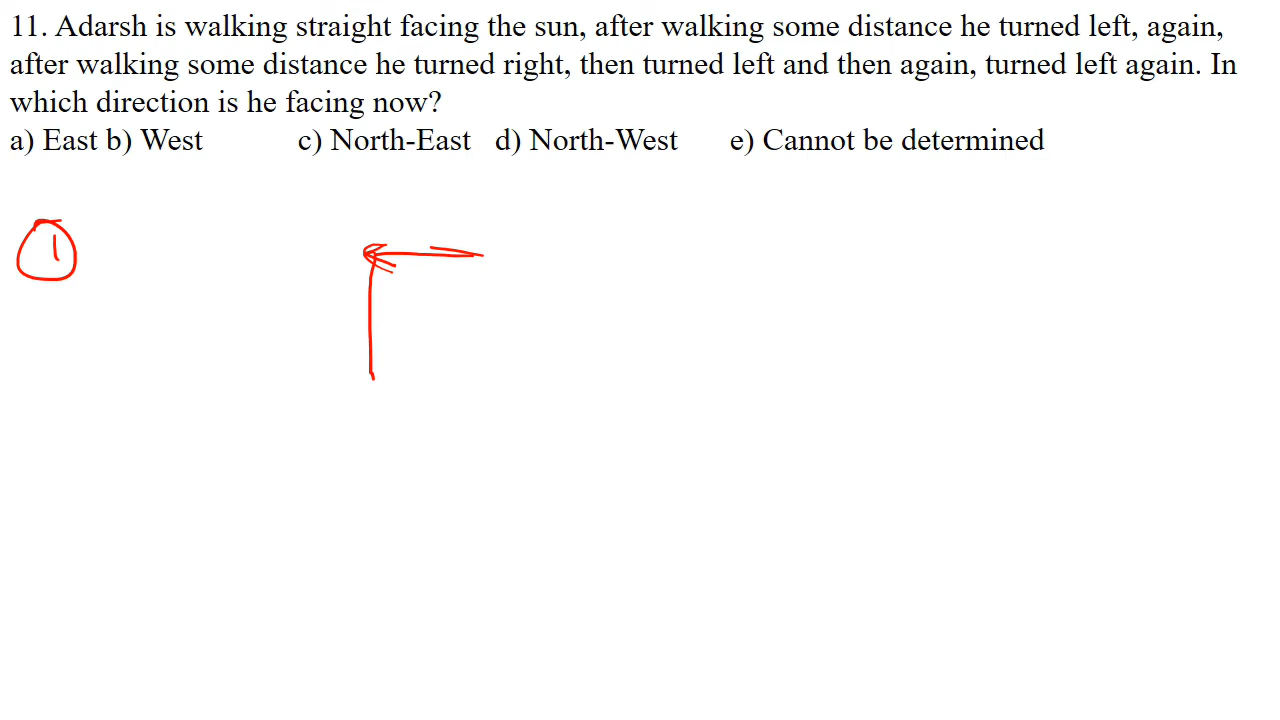 11. Adarsh is walking straight facing the sun, after walking some distance he turned left, again,
after walking some distance he turned right, then turned left and then again, turned left again. In
which direction is he facing now?
a) East b) West c) North-East d) North-West e) Cannot be determined
1